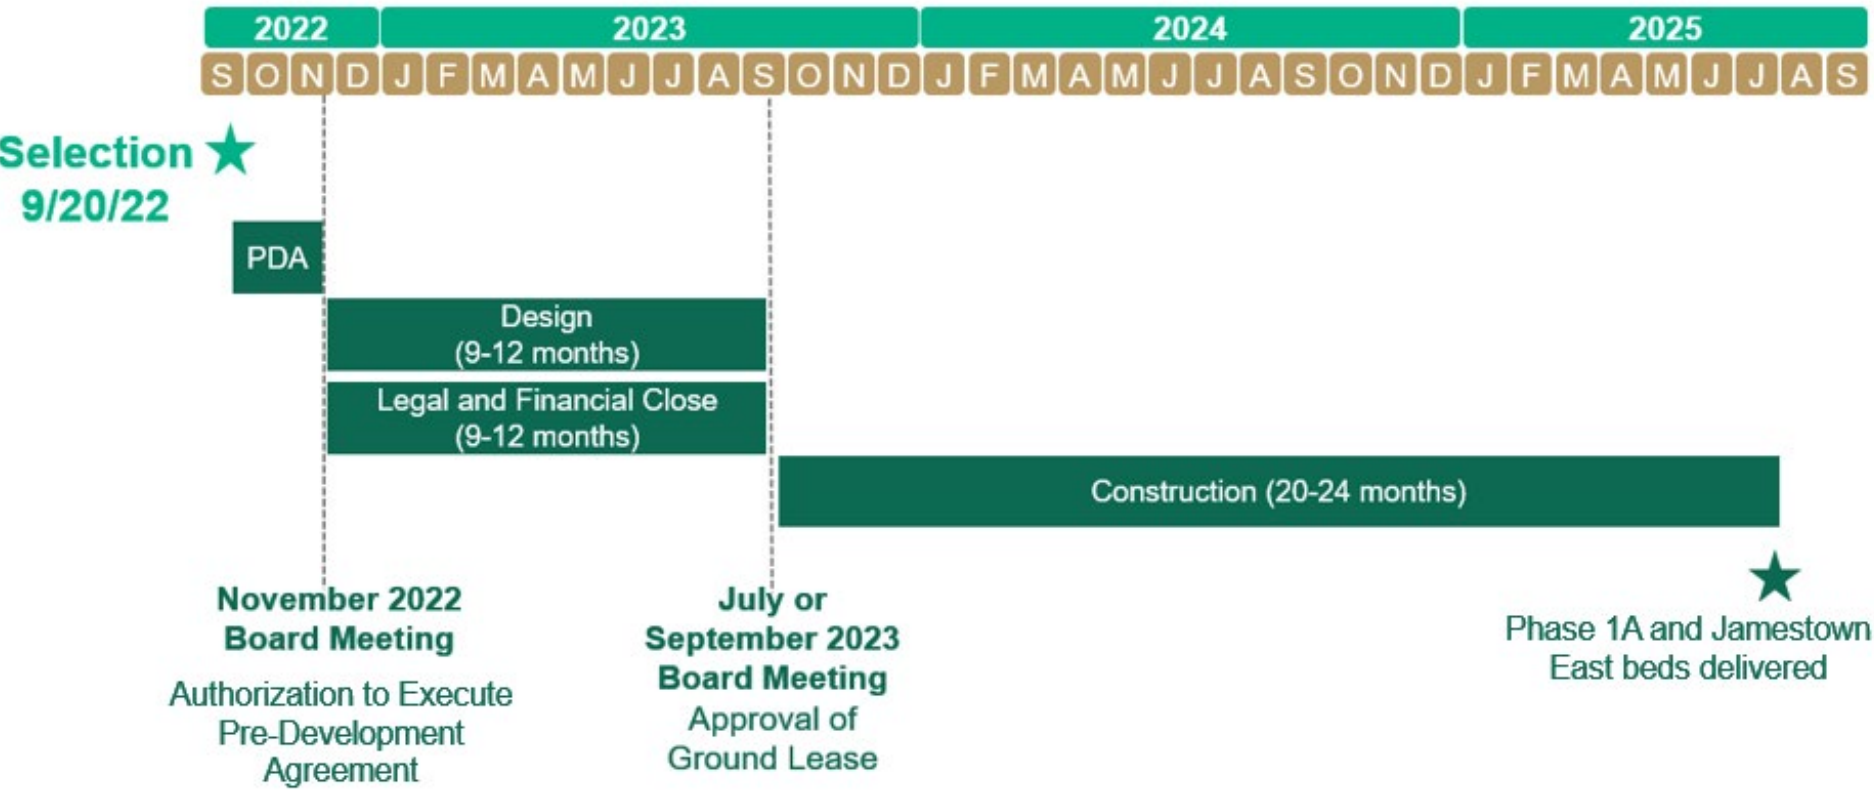 2022 2023 2024 2025
S O N D J F M A M J J A S O N D J F M A M J J A S O N D J F M A M J J A S
Selection
9/20/22
PDA
Design
(9-12 months)
Legal and Financial Close
(9-12 months)
Construction (20-24 months)
November 2022
Board Meeting
Authorization to Execute
Pre-Development
Agreement
July or
September 2023
Board Meeting
Approval of
Ground Lease
Phase 1A and Jamestown
East beds delivered